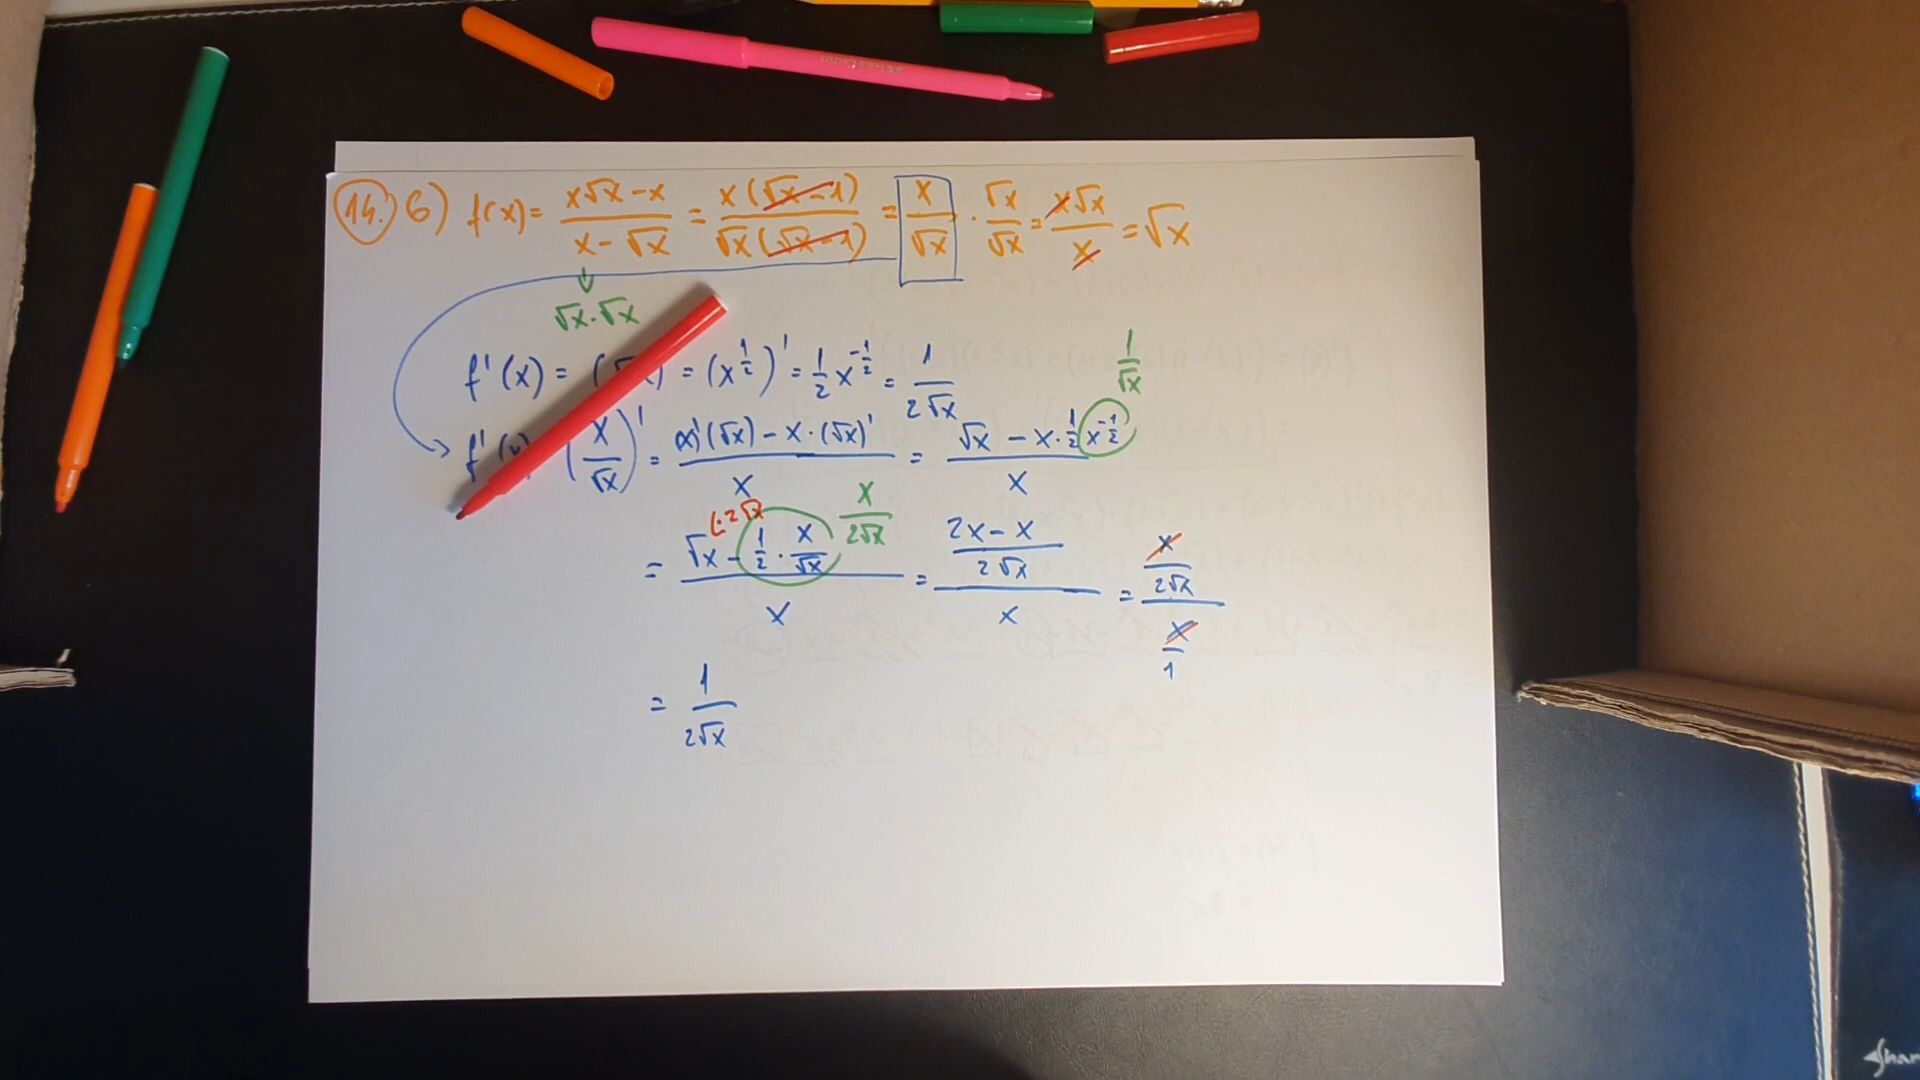 14. б) f(x) = (x√x - x)/(x - √x) = x(√x - 1)/(√x(√x - 1)) = x/√x · √x/√x = x√x/x = √x
√x·√x
f'(x) = (√x) = (x^(1/2))' = 1/2 x^(-1/2) = 1/(2√x)
1/√x
f'(x) (x/√x)' = ((x)'(√x) - x·(√x)')/x = (√x - x·1/2 x^(-1/2))/x
(·2√x
x/(2√x)
= (√x - 1/2 · x/√x)/x = ((2x - x)/(2√x))/x = (x/(2√x))/(x/1)
= 1/(2√x)